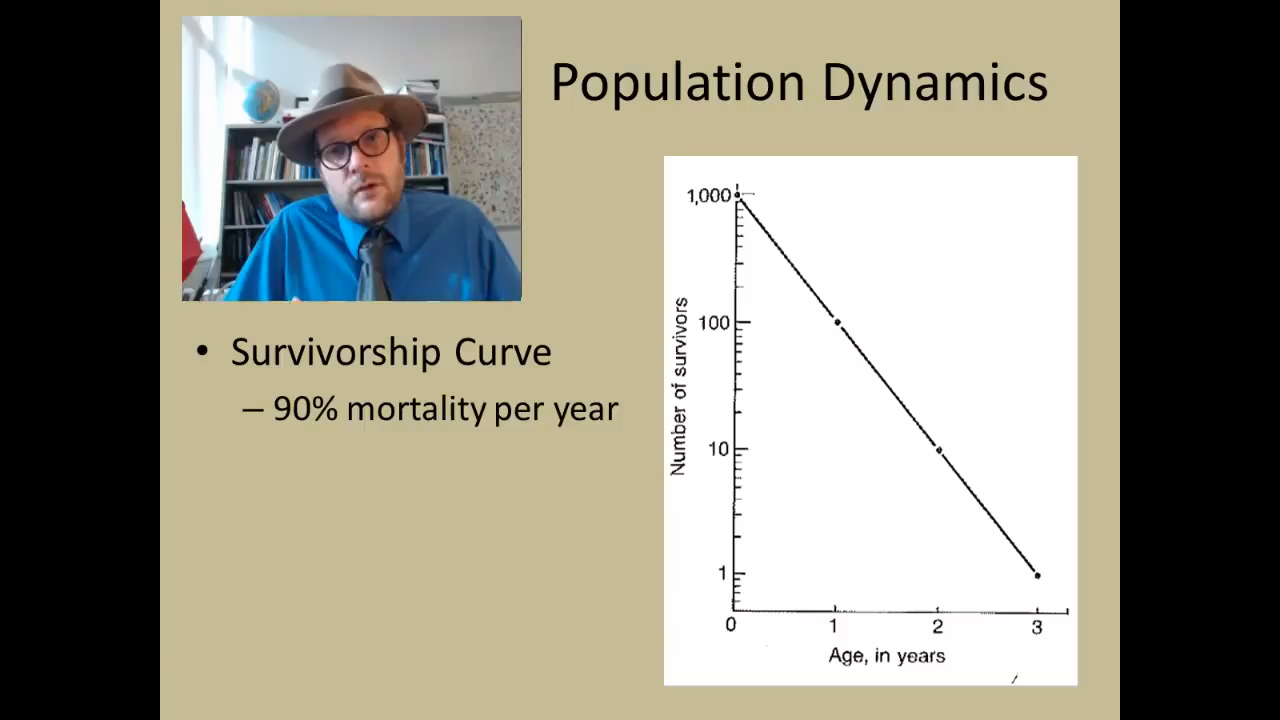 Population Dynamics
• Survivorship Curve
– 90% mortality per year
Number of survivors
1,000
100
10
1
0 1 2 3
Age, in years